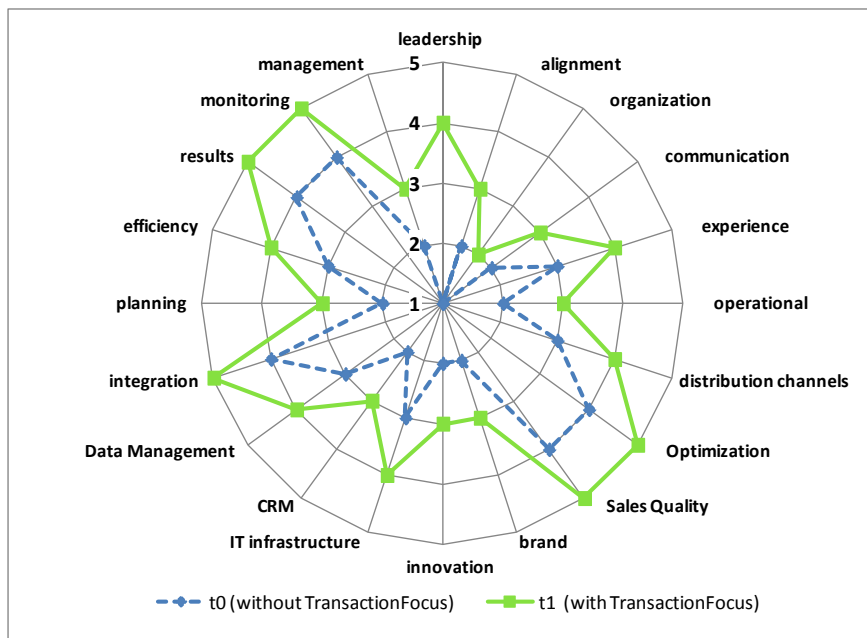 leadership
alignment
organization
communication
experience
operational
distribution channels
Optimization
Sales Quality
brand
innovation
IT infrastructure
CRM
Data Management
integration
planning
efficiency
results
monitoring
management
5
4
3
2
1
t0 (without TransactionFocus)
t1 (with TransactionFocus)